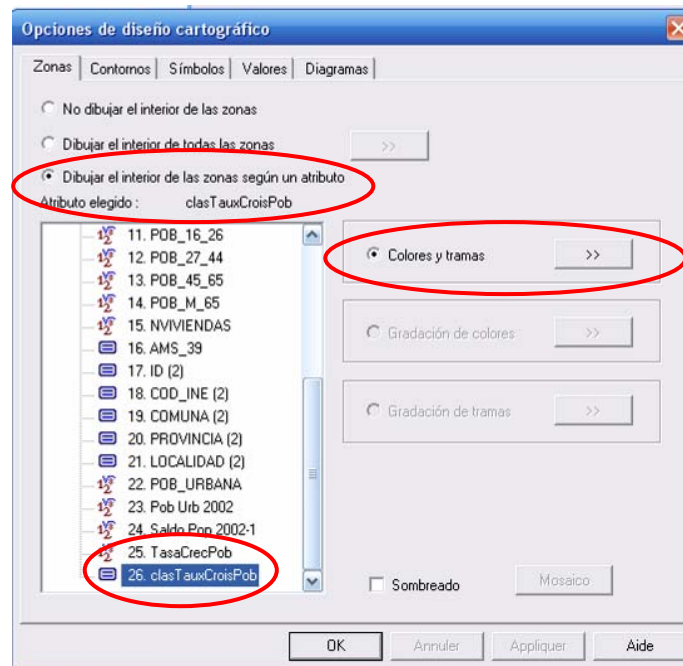 Opciones de diseño cartográfico
Zonas Contornos Símbolos Valores Diagramas
No dibujar el interior de las zonas
Dibujar el interior de todas las zonas >>
Dibujar el interior de las zonas según un atributo
Atributo elegido : clasTauxCroisPob
11. POB_16_26
12. POB_27_44
13. POB_45_65
14. POB_M_65
15. NVIVIENDAS
16. AMS_39
17. ID (2)
18. COD_INE (2)
19. COMUNA (2)
20. PROVINCIA (2)
21. LOCALIDAD (2)
22. POB_URBANA
23. Pob Urb 2002
24. Saldo Pop 2002-1
25. TasaCrecPob
26. clasTauxCroisPob
Colores y tramas >>
Gradación de colores >>
Gradación de tramas >>
Sombreado Mosaico
OK Annuler Appliquer Aide